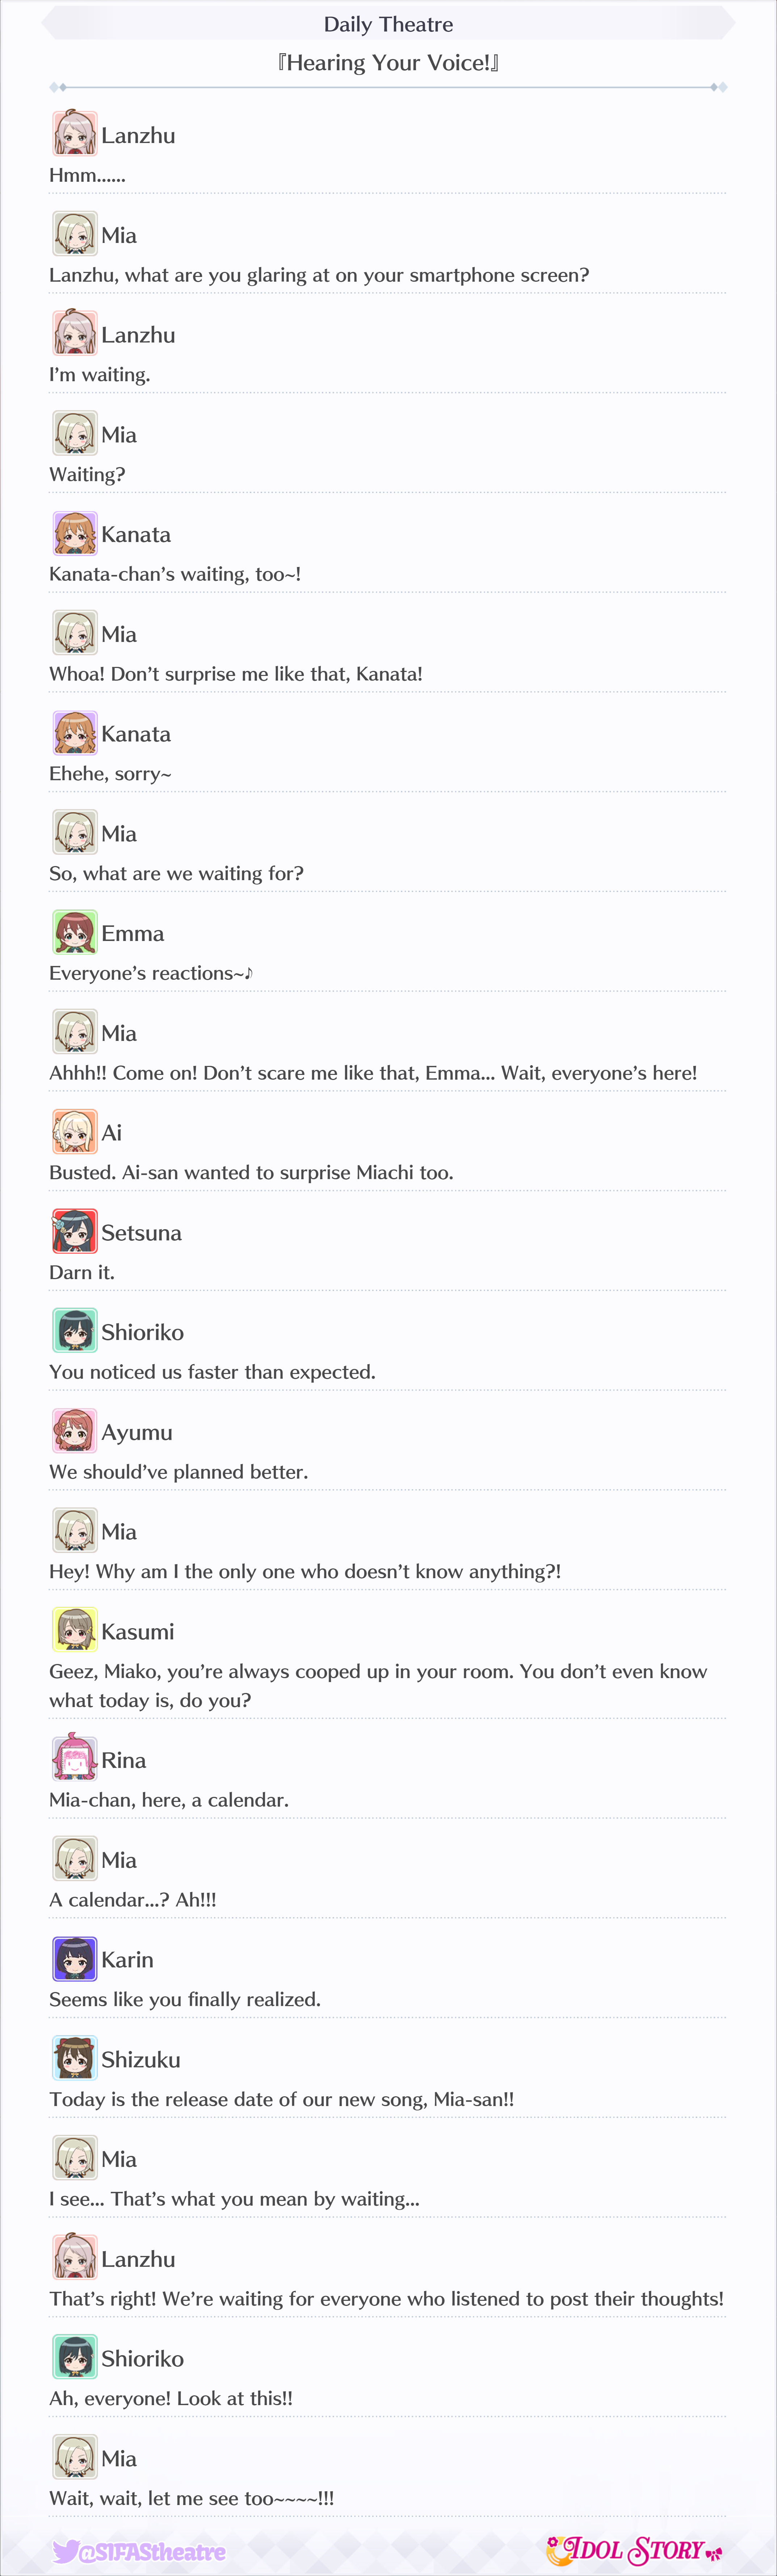 Daily Theatre
『Hearing Your Voice!』
Lanzhu
Hmm......
Mia
Lanzhu, what are you glaring at on your smartphone screen?
Lanzhu
I'm waiting.
Mia
Waiting?
Kanata
Kanata-chan's waiting, too~!
Mia
Whoa! Don't surprise me like that, Kanata!
Kanata
Ehehe, sorry~
Mia
So, what are we waiting for?
Emma
Everyone's reactions~♪
Mia
Ahhh!! Come on! Don't scare me like that, Emma... Wait, everyone's here!
Ai
Busted. Ai-san wanted to surprise Miachi too.
Setsuna
Darn it.
Shioriko
You noticed us faster than expected.
Ayumu
We should've planned better.
Mia
Hey! Why am I the only one who doesn't know anything?!
Kasumi
Geez, Miako, you're always cooped up in your room. You don't even know
what today is, do you?
Rina
Mia-chan, here, a calendar.
Mia
A calendar...? Ah!!!
Karin
Seems like you finally realized.
Shizuku
Today is the release date of our new song, Mia-san!!
Mia
I see... That's what you mean by waiting...
Lanzhu
That's right! We're waiting for everyone who listened to post their thoughts!
Shioriko
Ah, everyone! Look at this!!
Mia
Wait, wait, let me see too~~~~!!!
@SIFAStheatre
IDOL STORY